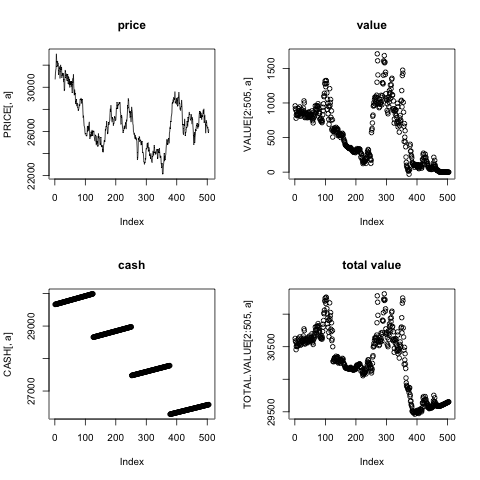 price
PRICE[, a]
22000 26000 30000
0 100 200 300 400 500
Index
value
VALUE[2:505, a]
0 500 1000 1500
0 100 200 300 400 500
Index
cash
CASH[, a]
27000 29000
0 100 200 300 400 500
Index
total value
TOTAL.VALUE[2:505, a]
29500 30500
0 100 200 300 400 500
Index